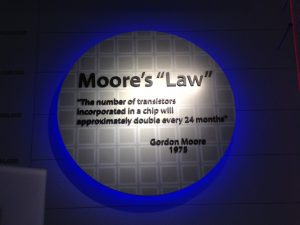 Moore's "Law"
"The number of transistors
incorporated in a chip will
approximately double every 24 months"
Gordon Moore
1975